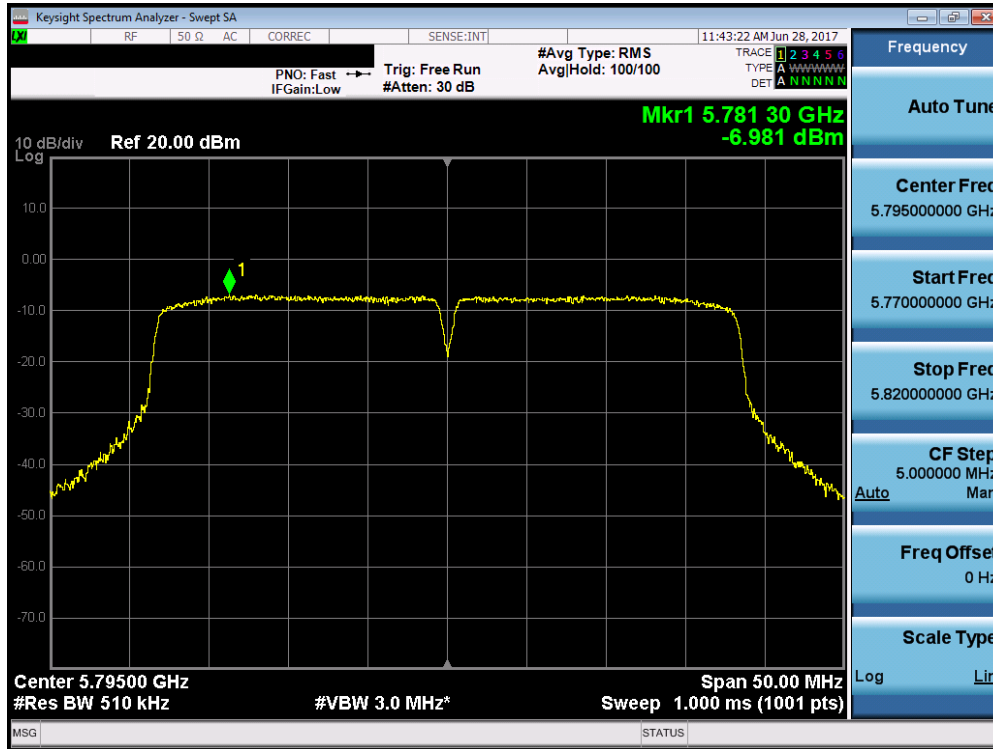 Keysight Spectrum Analyzer - Swept SA
LXI RF 50 Ω AC CORREC SENSE:INT 11:43:22 AM Jun 28, 2017
PNO: Fast
IFGain:Low
Trig: Free Run
#Atten: 30 dB
#Avg Type: RMS
Avg|Hold: 100/100
TRACE 1 2 3 4 5 6
TYPE A WWWWW
DET A N N N N N
Mkr1 5.781 30 GHz
-6.981 dBm
10 dB/div
Log
Ref 20.00 dBm
10.0
0.00
-10.0
-20.0
-30.0
-40.0
-50.0
-60.0
-70.0
1
Center 5.79500 GHz
#Res BW 510 kHz
#VBW 3.0 MHz*
Span 50.00 MHz
Sweep 1.000 ms (1001 pts)
MSG
STATUS
Frequency
Auto Tune
Center Freq
5.795000000 GHz
Start Freq
5.770000000 GHz
Stop Freq
5.820000000 GHz
CF Step
5.000000 MHz
Auto Man
Freq Offset
0 Hz
Scale Type
Log Lin